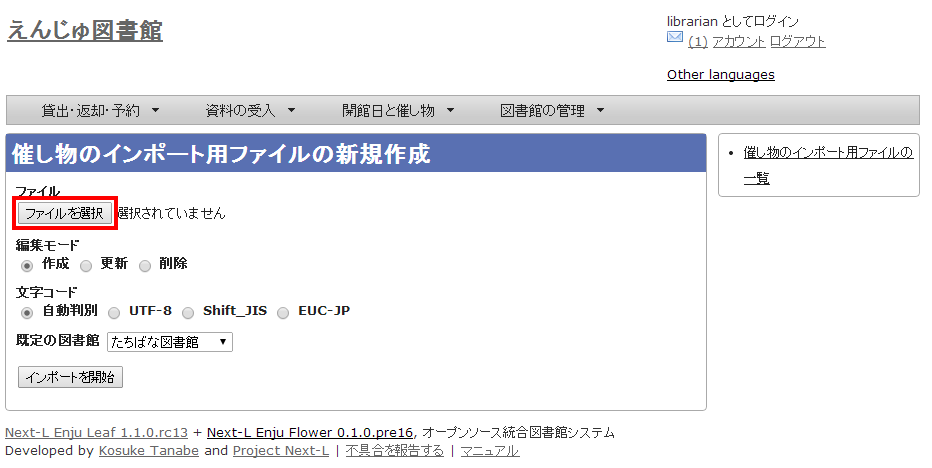 えんじゅ図書館
librarian としてログイン
(1) アカウント ログアウト
Other languages
貸出・返却・予約 ▼ 資料の受入 ▼ 開館日と催し物 ▼ 図書館の管理 ▼
催し物のインポート用ファイルの新規作成
ファイル
ファイルを選択 選択されていません
編集モード
作成 更新 削除
文字コード
自動判別 UTF-8 Shift_JIS EUC-JP
既定の図書館 たちばな図書館 ▼
インポートを開始
催し物のインポート用ファイルの
一覧
Next-L Enju Leaf 1.1.0.rc13 + Next-L Enju Flower 0.1.0.pre16, オープンソース統合図書館システム
Developed by Kosuke Tanabe and Project Next-L | 不具合を報告する | マニュアル